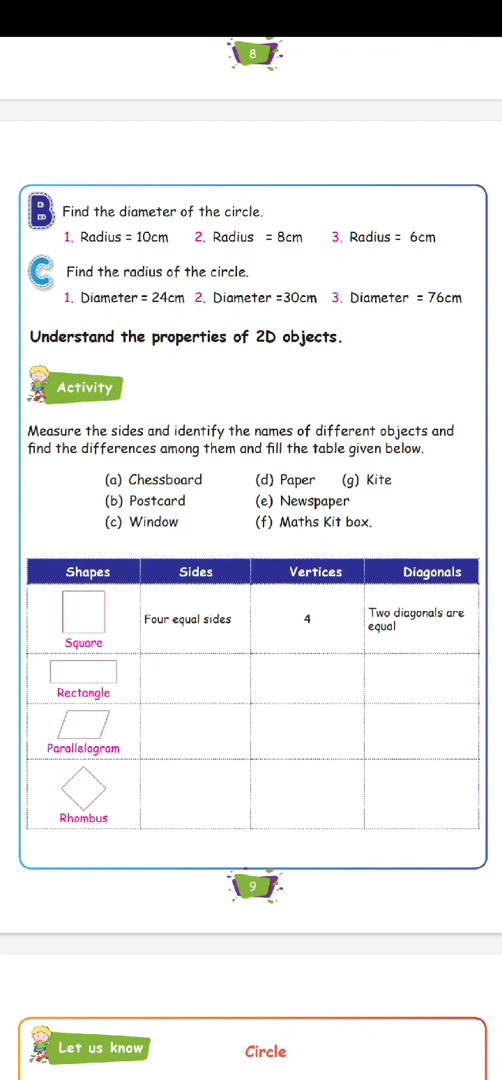 8
B Find the diameter of the circle.
1. Radius = 10cm 2. Radius = 8cm 3. Radius = 6cm
C Find the radius of the circle.
1. Diameter = 24cm 2. Diameter =30cm 3. Diameter = 76cm
Understand the properties of 2D objects.
Activity
Measure the sides and identify the names of different objects and
find the differences among them and fill the table given below.
(a) Chessboard (d) Paper (g) Kite
(b) Postcard (e) Newspaper
(c) Window (f) Maths Kit box.
Shapes Sides Vertices Diagonals
Four equal sides 4 Two diagonals are
equal
Square
Rectangle
Parallelogram
Rhombus
9
Let us know Circle